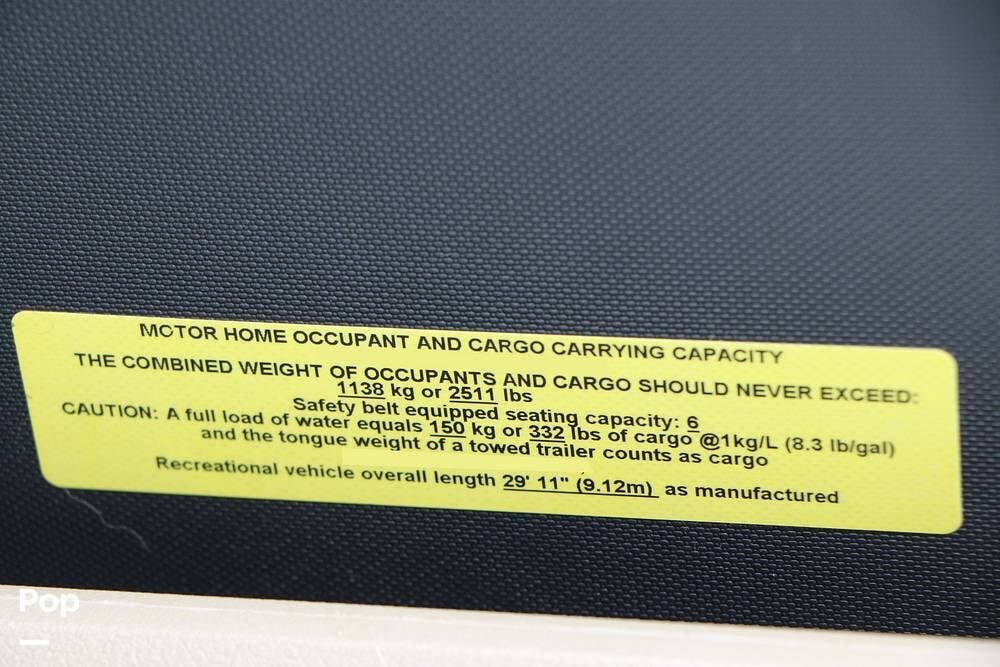 MOTOR HOME OCCUPANT AND CARGO CARRYING CAPACITY
THE COMBINED WEIGHT OF OCCUPANTS AND CARGO SHOULD NEVER EXCEED:
1138 kg or 2511 lbs
Safety belt equipped seating capacity: 6
CAUTION: A full load of water equals 150 kg or 332 lbs of cargo @1kg/L (8.3 lb/gal)
and the tongue weight of a towed trailer counts as cargo
Recreational vehicle overall length 29' 11" (9.12m) as manufactured
Pop